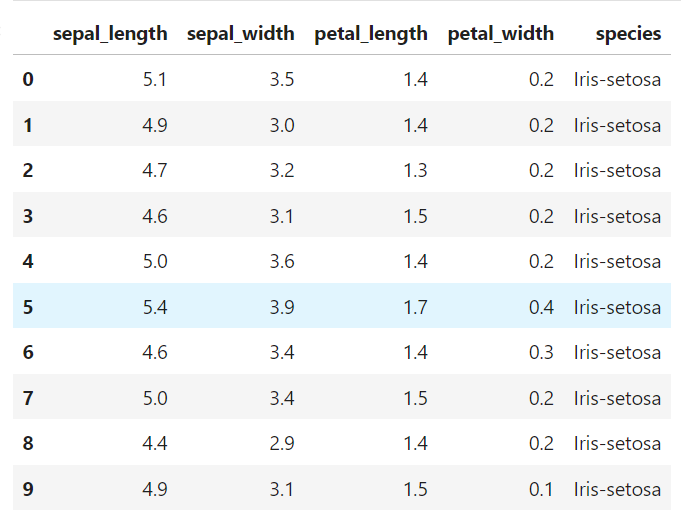 sepal_length sepal_width petal_length petal_width species
0 5.1 3.5 1.4 0.2 Iris-setosa
1 4.9 3.0 1.4 0.2 Iris-setosa
2 4.7 3.2 1.3 0.2 Iris-setosa
3 4.6 3.1 1.5 0.2 Iris-setosa
4 5.0 3.6 1.4 0.2 Iris-setosa
5 5.4 3.9 1.7 0.4 Iris-setosa
6 4.6 3.4 1.4 0.3 Iris-setosa
7 5.0 3.4 1.5 0.2 Iris-setosa
8 4.4 2.9 1.4 0.2 Iris-setosa
9 4.9 3.1 1.5 0.1 Iris-setosa